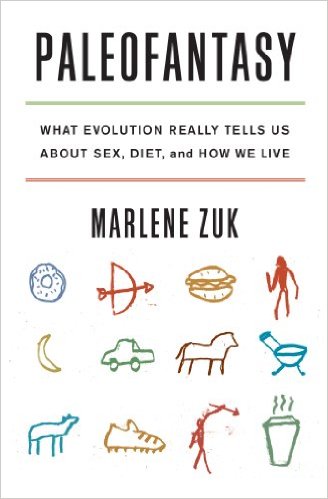 PALEOFANTASY
WHAT EVOLUTION REALLY TELLS US
ABOUT SEX, DIET, and HOW WE LIVE
MARLENE ZUK